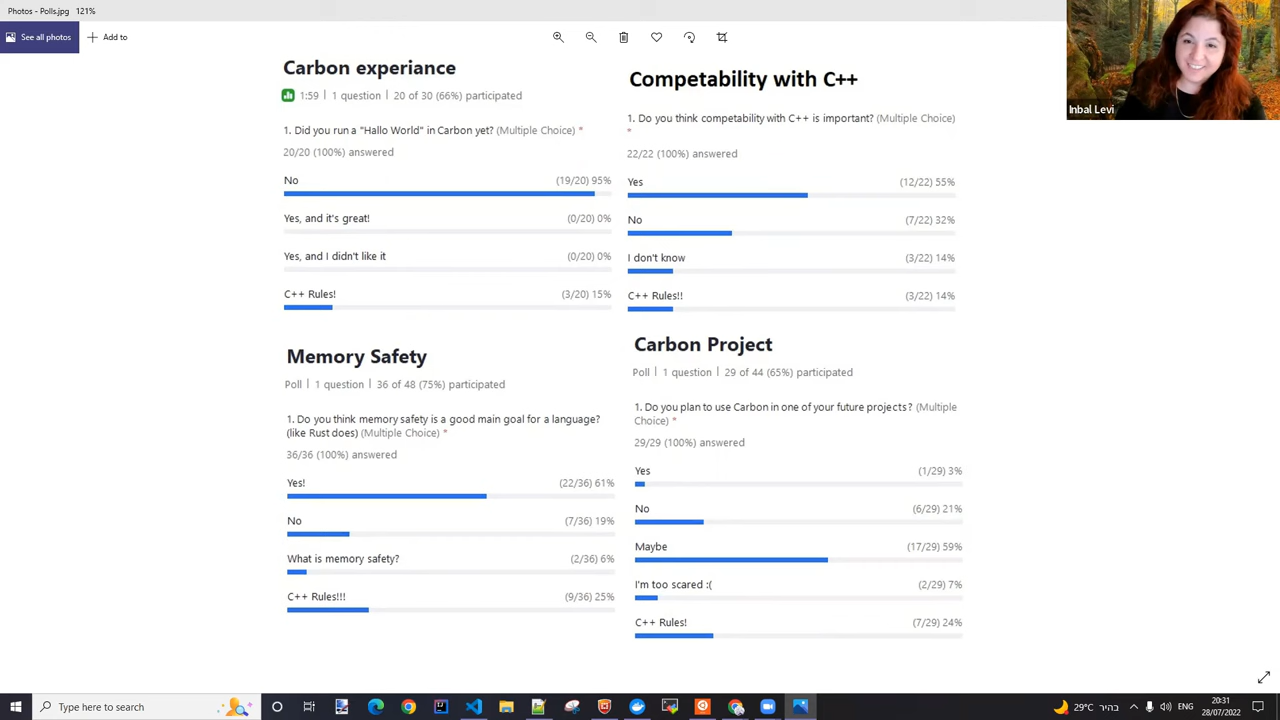 Photos - Polls.jpg   121%
See all photos
Add to
Inbal Levi
Carbon experiance
1:59 | 1 question | 20 of 30 (66%) participated
1. Did you run a "Hallo World" in Carbon yet? (Multiple Choice) *
20/20 (100%) answered
No (19/20) 95%
Yes, and it's great! (0/20) 0%
Yes, and I didn't like it (0/20) 0%
C++ Rules! (3/20) 15%
Competability with C++
1. Do you think competability with C++ is important? (Multiple Choice)
*
22/22 (100%) answered
Yes (12/22) 55%
No (7/22) 32%
I don't know (3/22) 14%
C++ Rules!! (3/22) 14%
Memory Safety
Poll | 1 question | 36 of 48 (75%) participated
1. Do you think memory safety is a good main goal for a language?
(like Rust does) (Multiple Choice) *
36/36 (100%) answered
Yes! (22/36) 61%
No (7/36) 19%
What is memory safety? (2/36) 6%
C++ Rules!!! (9/36) 25%
Carbon Project
Poll | 1 question | 29 of 44 (65%) participated
1. Do you plan to use Carbon in one of your future projects? (Multiple
Choice) *
29/29 (100%) answered
Yes (1/29) 3%
No (6/29) 21%
Maybe (17/29) 59%
I'm too scared :( (2/29) 7%
C++ Rules! (7/29) 24%
Type here to search
29°C בהיר
ENG
20:31
28/07/2022